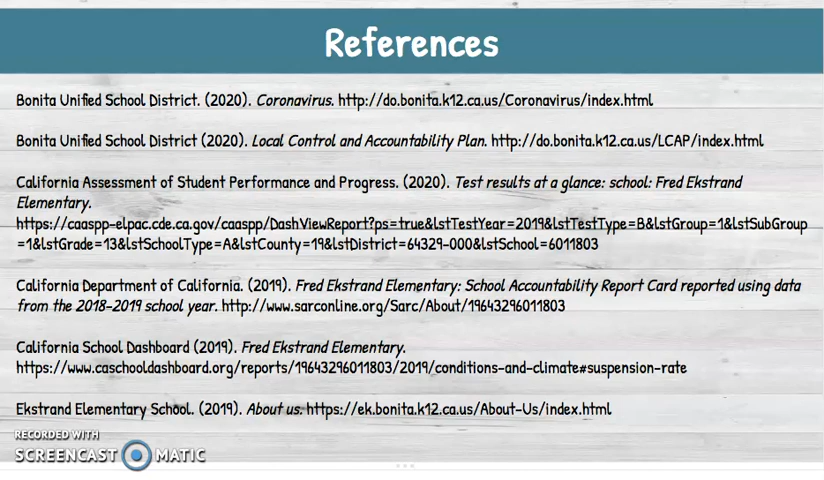 References
Bonita Unified School District. (2020). Coronavirus. http://do.bonita.k12.ca.us/Coronavirus/index.html
Bonita Unified School District (2020). Local Control and Accountability Plan. http://do.bonita.k12.ca.us/LCAP/index.html
California Assessment of Student Performance and Progress. (2020). Test results at a glance: school: Fred Ekstrand
Elementary.
https://caaspp-elpac.cde.ca.gov/caaspp/DashViewReport?ps=true&lstTestYear=2019&lstTestType=B&lstGroup=1&lstSubGroup
=1&lstGrade=13&lstSchoolType=A&lstCounty=19&lstDistrict=64329-000&lstSchool=6011803
California Department of California. (2019). Fred Ekstrand Elementary: School Accountability Report Card reported using data
from the 2018-2019 school year. http://www.sarconline.org/Sarc/About/19643296011803
California School Dashboard (2019). Fred Ekstrand Elementary.
https://www.caschooldashboard.org/reports/19643296011803/2019/conditions-and-climate#suspension-rate
Ekstrand Elementary School. (2019). About us. https://ek.bonita.k12.ca.us/About-Us/index.html
RECORDED WITH
SCREENCAST MATIC